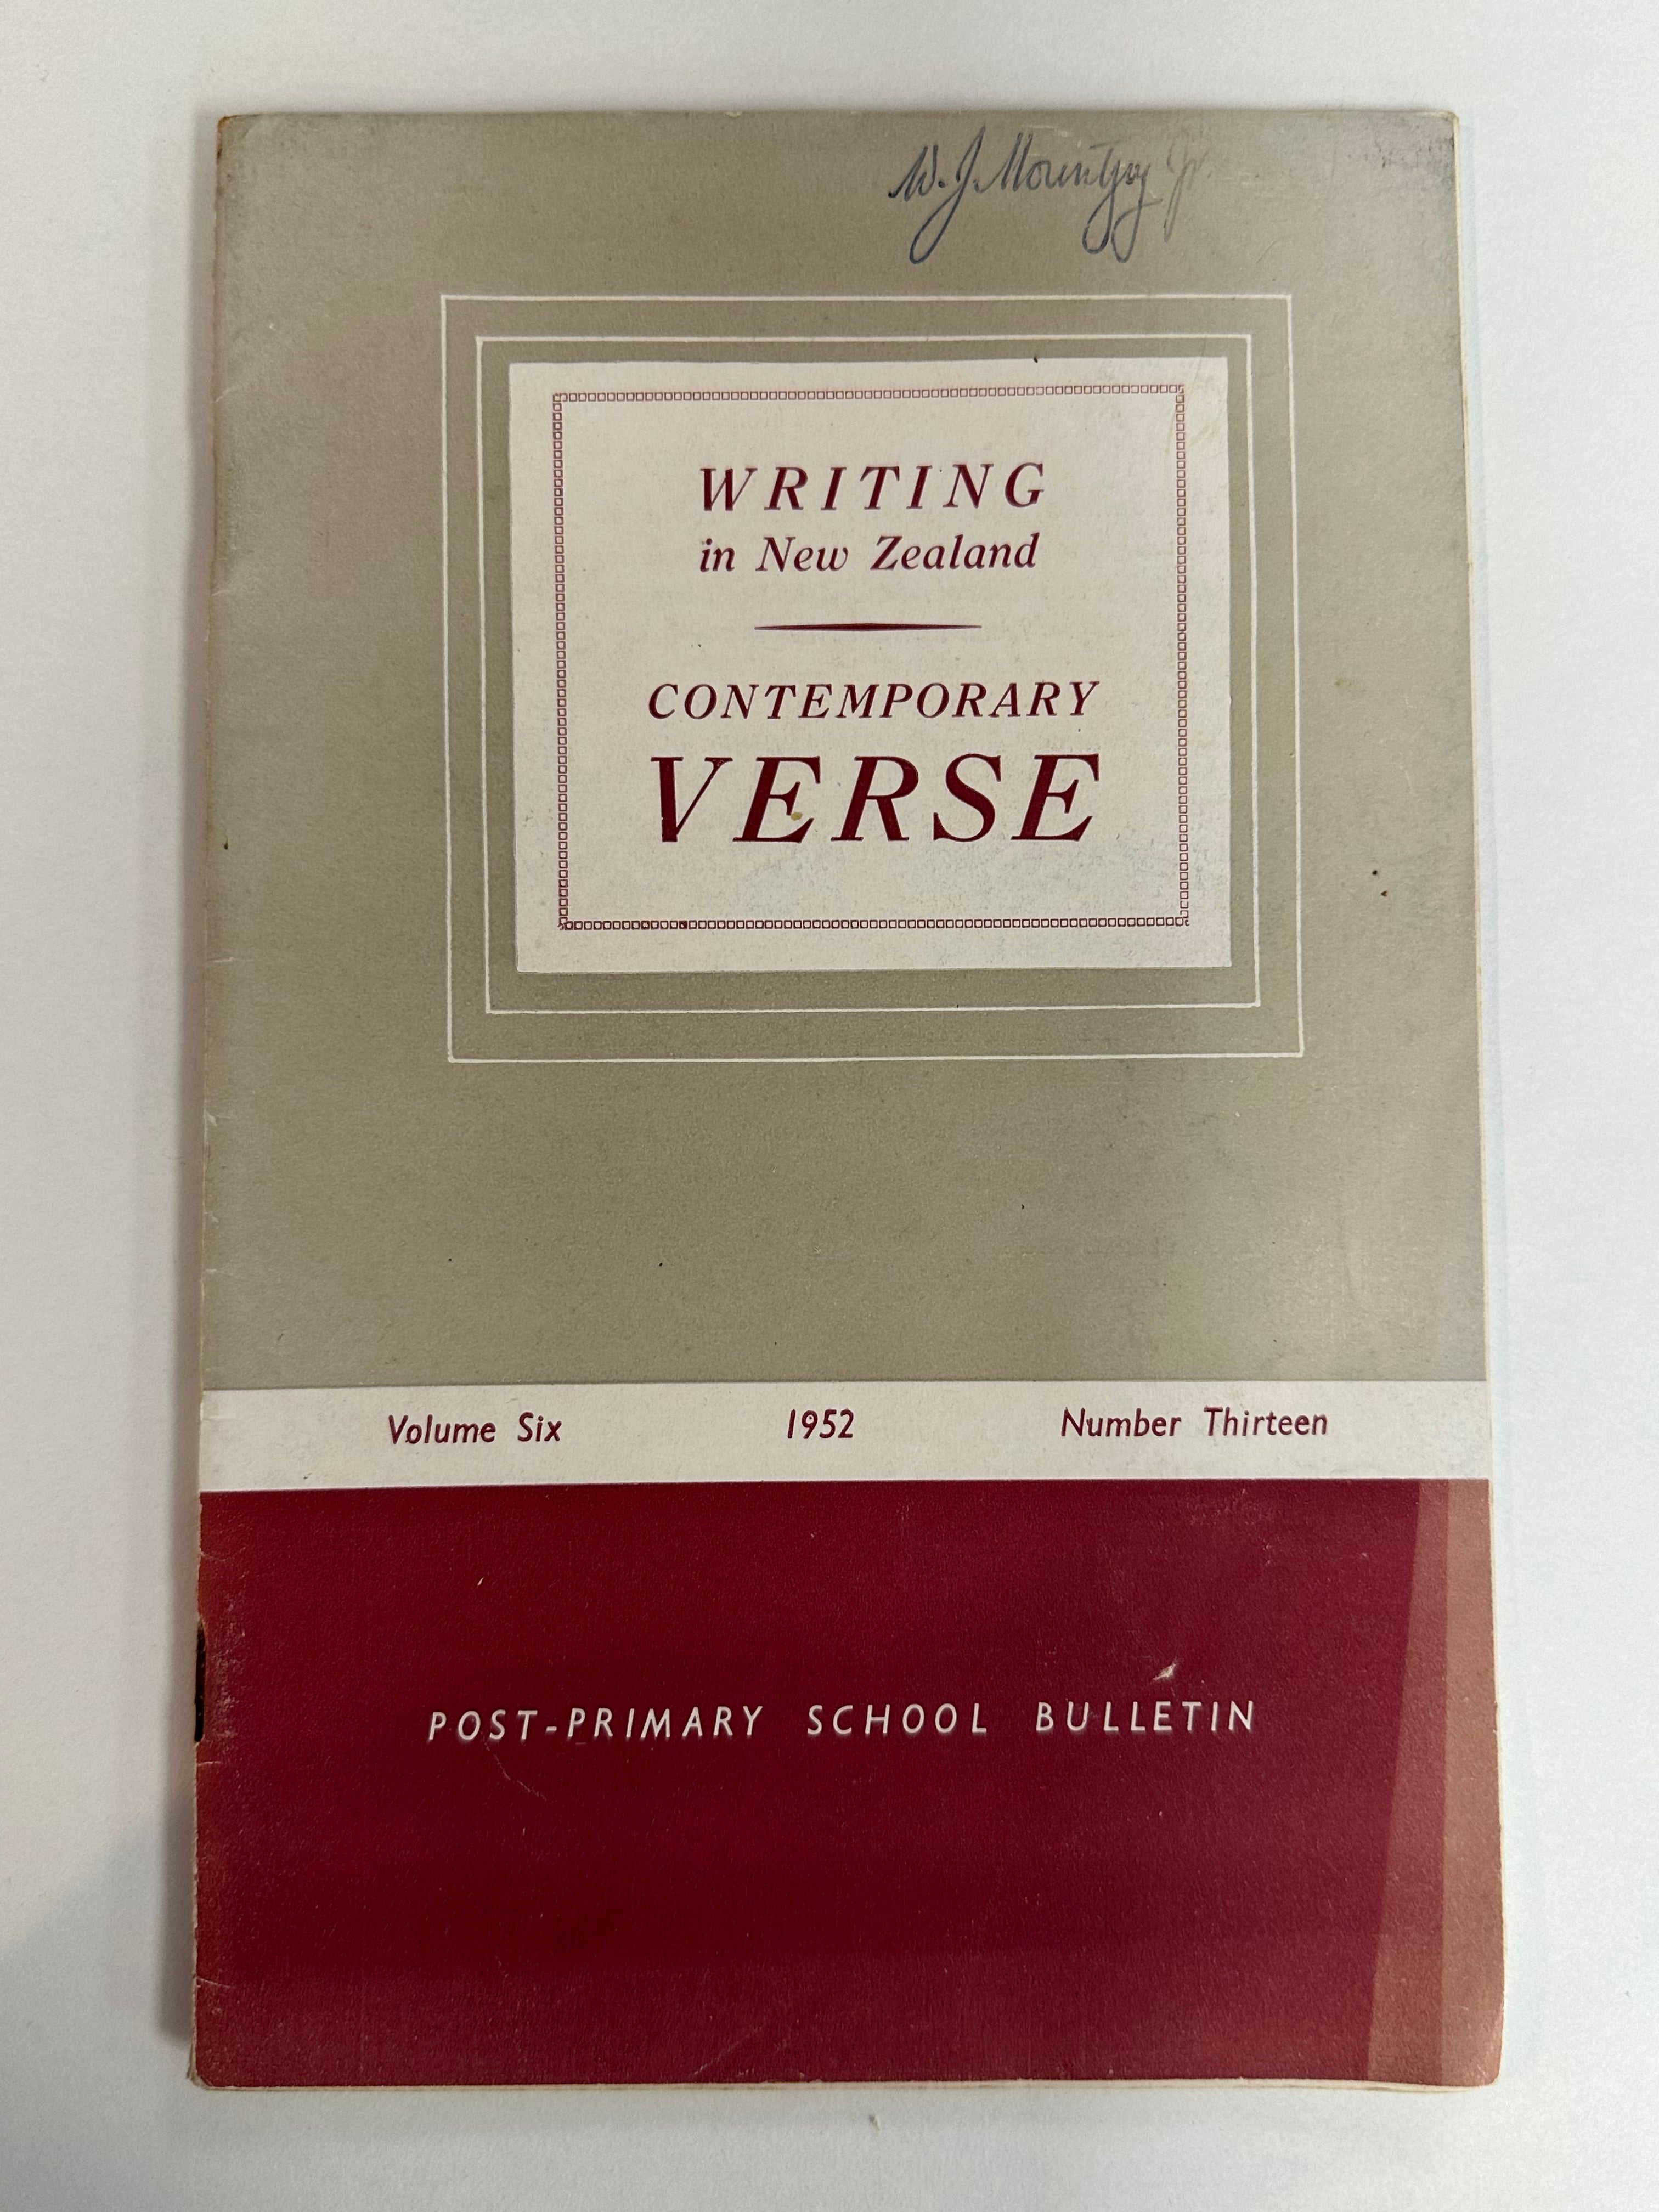 W. J.
WRITING
in New Zealand
CONTEMPORARY
VERSE
Volume Six 1952 Number Thirteen
POST-PRIMARY SCHOOL BULLETIN